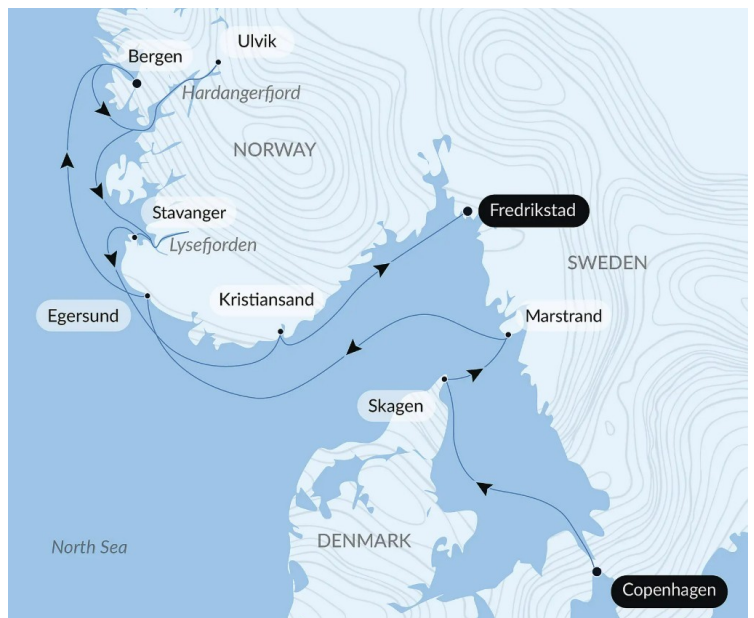 Ulvik
Bergen
Hardangerfjord
NORWAY
Stavanger
Fredrikstad
Lysefjorden
SWEDEN
Kristiansand
Egersund
Marstrand
Skagen
DENMARK
North Sea
Copenhagen